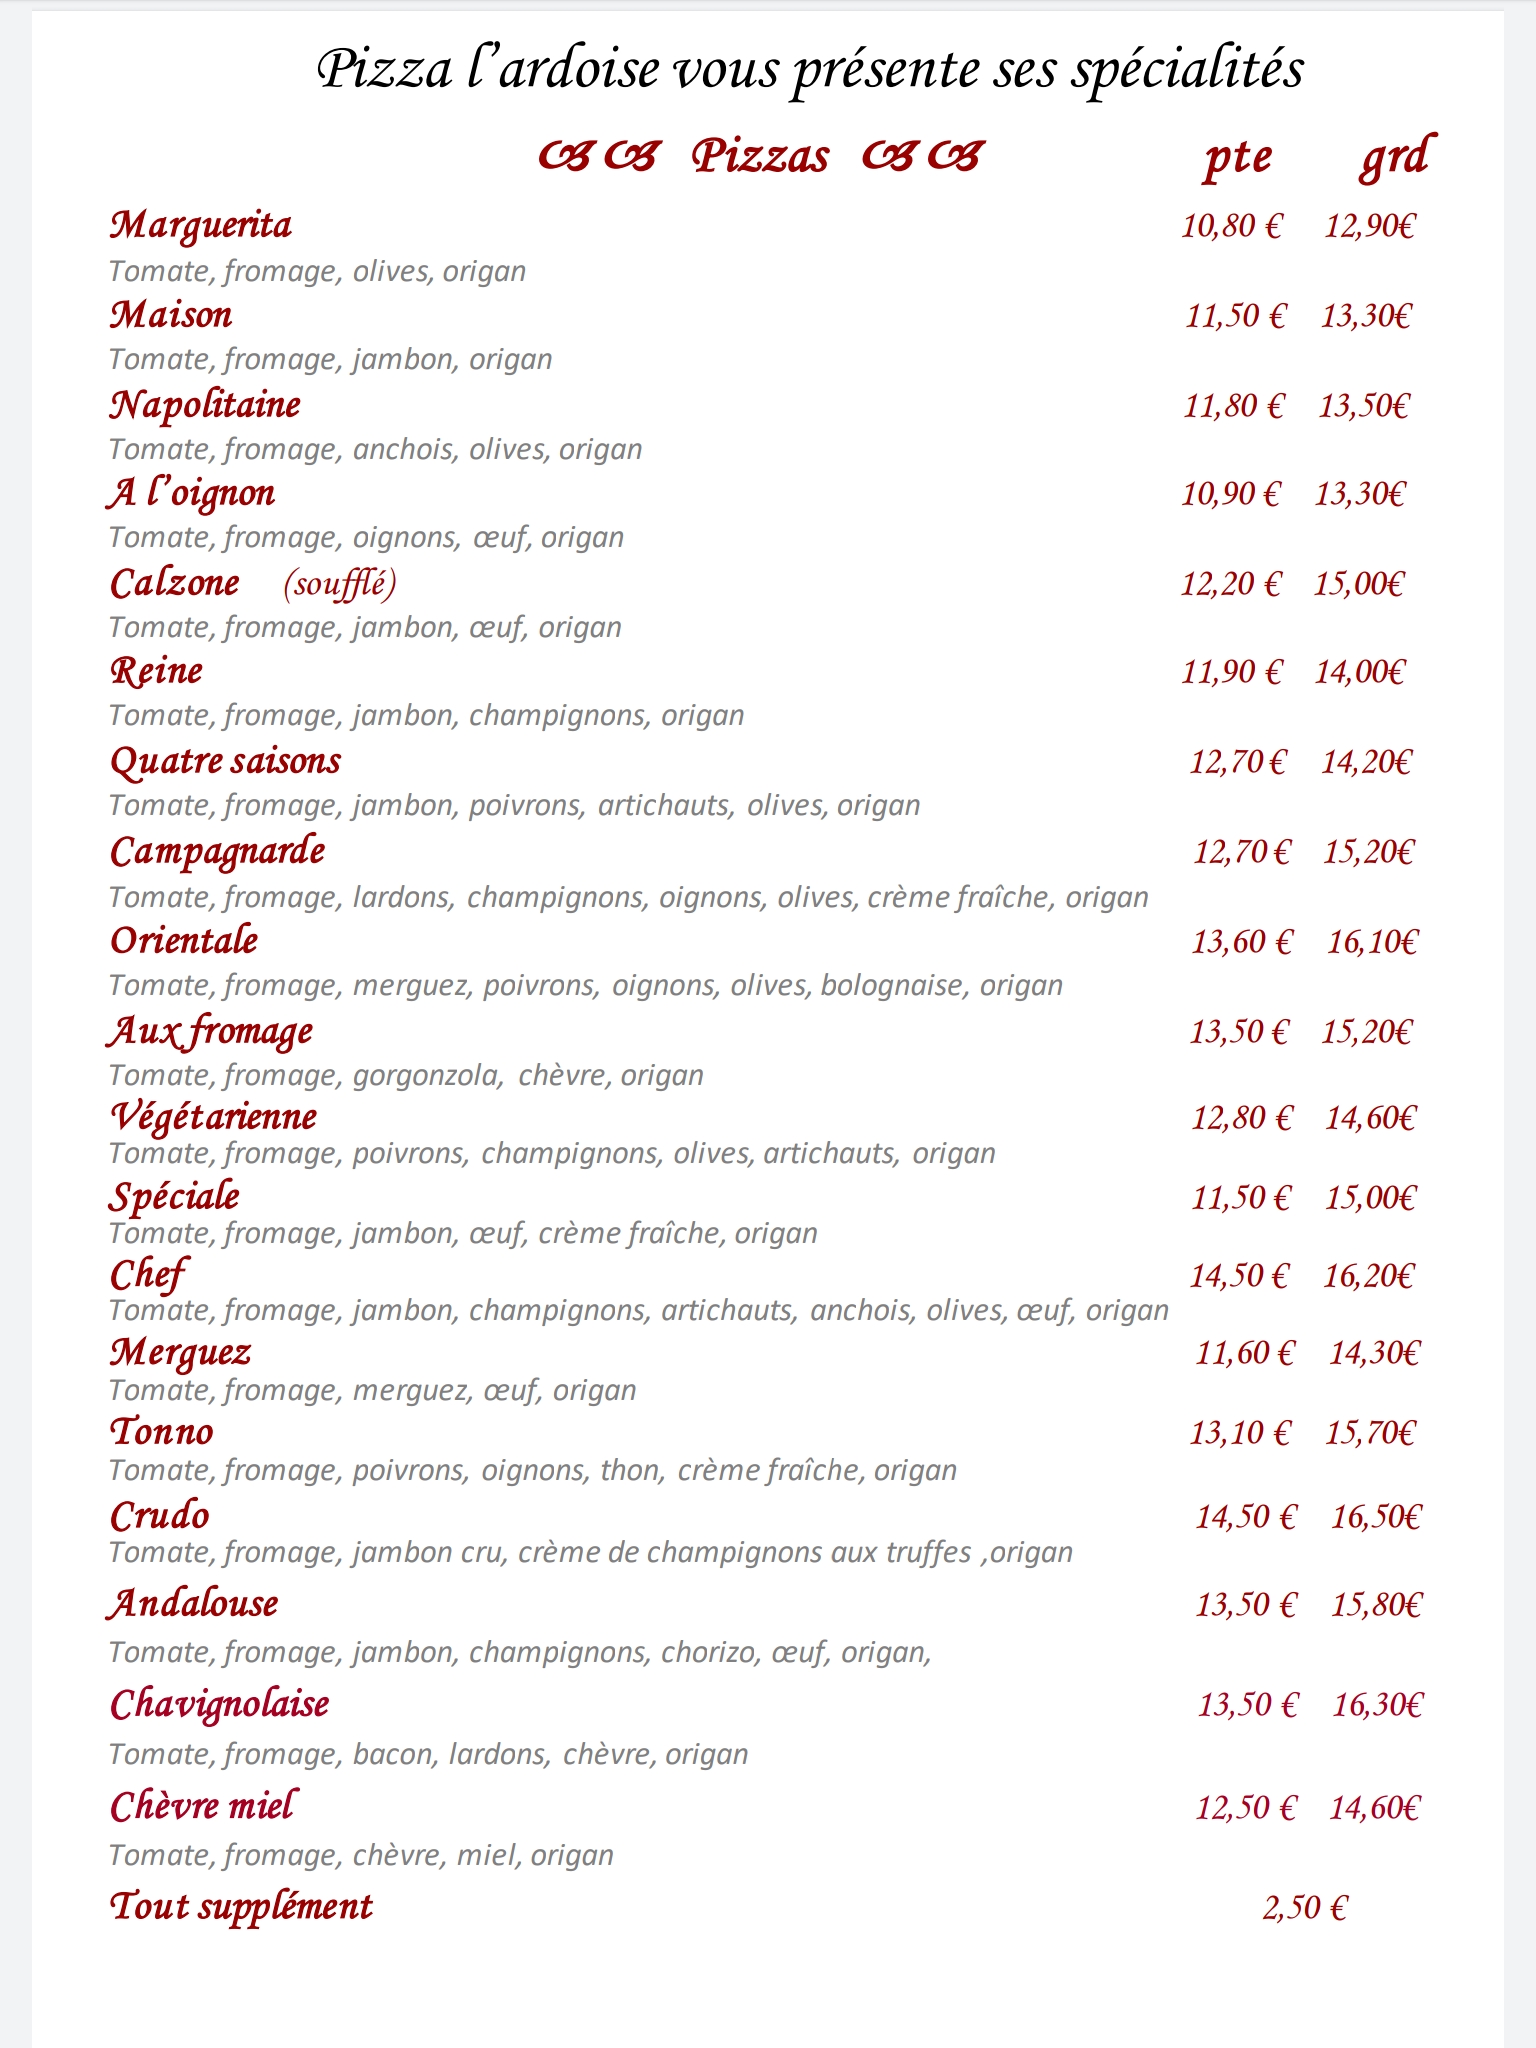 Pizza l’ardoise vous présente ses spécialités
Pizzas pte grd
Marguerita 10,80 € 12,90€
Tomate, fromage, olives, origan
Maison 11,50 € 13,30€
Tomate, fromage, jambon, origan
Napolitaine 11,80 € 13,50€
Tomate, fromage, anchois, olives, origan
A l’oignon 10,90 € 13,30€
Tomate, fromage, oignons, œuf, origan
Calzone (soufflé) 12,20 € 15,00€
Tomate, fromage, jambon, œuf, origan
Reine 11,90 € 14,00€
Tomate, fromage, jambon, champignons, origan
Quatre saisons 12,70 € 14,20€
Tomate, fromage, jambon, poivrons, artichauts, olives, origan
Campagnarde 12,70 € 15,20€
Tomate, fromage, lardons, champignons, oignons, olives, crème fraîche, origan
Orientale 13,60 € 16,10€
Tomate, fromage, merguez, poivrons, oignons, olives, bolognaise, origan
Aux fromage 13,50 € 15,20€
Tomate, fromage, gorgonzola, chèvre, origan
Végétarienne 12,80 € 14,60€
Tomate, fromage, poivrons, champignons, olives, artichauts, origan
Spéciale 11,50 € 15,00€
Tomate, fromage, jambon, œuf, crème fraîche, origan
Chef 14,50 € 16,20€
Tomate, fromage, jambon, champignons, artichauts, anchois, olives, œuf, origan
Merguez 11,60 € 14,30€
Tomate, fromage, merguez, œuf, origan
Tonno 13,10 € 15,70€
Tomate, fromage, poivrons, oignons, thon, crème fraîche, origan
Crudo 14,50 € 16,50€
Tomate, fromage, jambon cru, crème de champignons aux truffes ,origan
Andalouse 13,50 € 15,80€
Tomate, fromage, jambon, champignons, chorizo, œuf, origan,
Chavignolaise 13,50 € 16,30€
Tomate, fromage, bacon, lardons, chèvre, origan
Chèvre miel 12,50 € 14,60€
Tomate, fromage, chèvre, miel, origan
Tout supplément 2,50 €